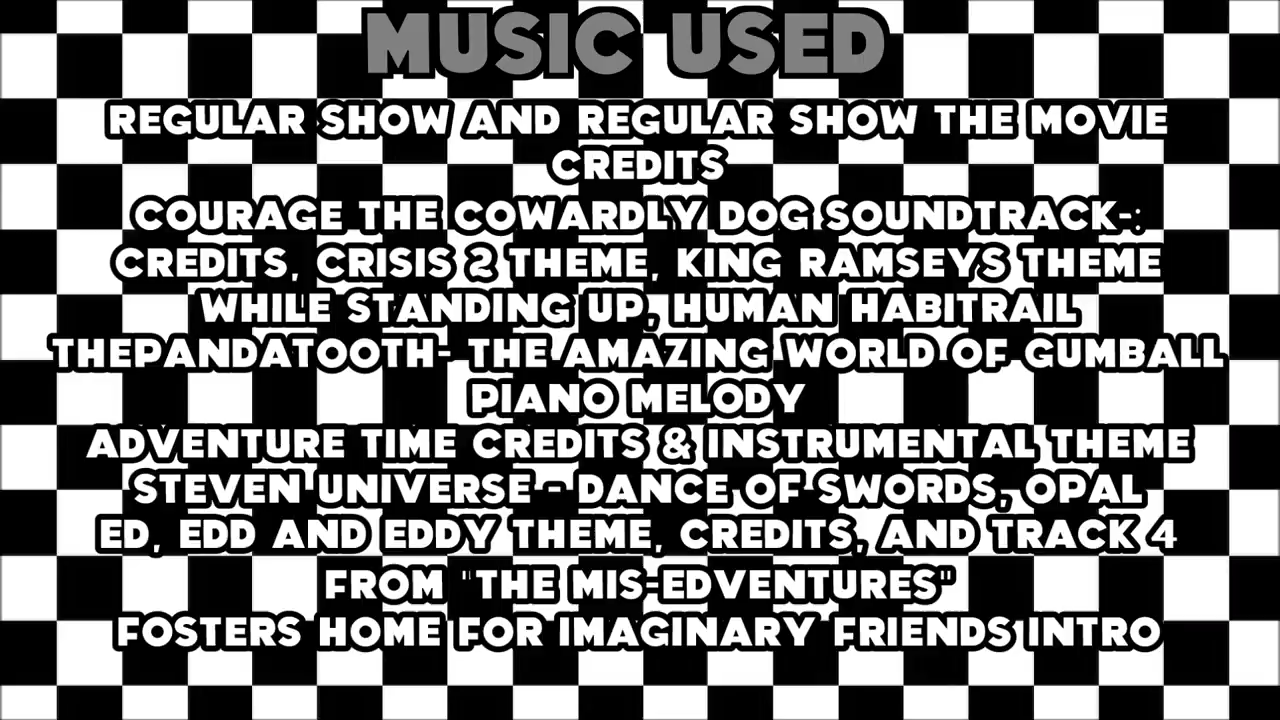 MUSIC USED
REGULAR SHOW AND REGULAR SHOW THE MOVIE
CREDITS
COURAGE THE COWARDLY DOG SOUNDTRACK-:
CREDITS, CRISIS 2 THEME, KING RAMSEYS THEME
WHILE STANDING UP, HUMAN HABITRAIL
THEPANDATOOTH- THE AMAZING WORLD OF GUMBALL
PIANO MELODY
ADVENTURE TIME CREDITS & INSTRUMENTAL THEME
STEVEN UNIVERSE - DANCE OF SWORDS, OPAL
ED, EDD AND EDDY THEME, CREDITS, AND TRACK 4
FROM "THE MIS-EDVENTURES"
FOSTERS HOME FOR IMAGINARY FRIENDS INTRO